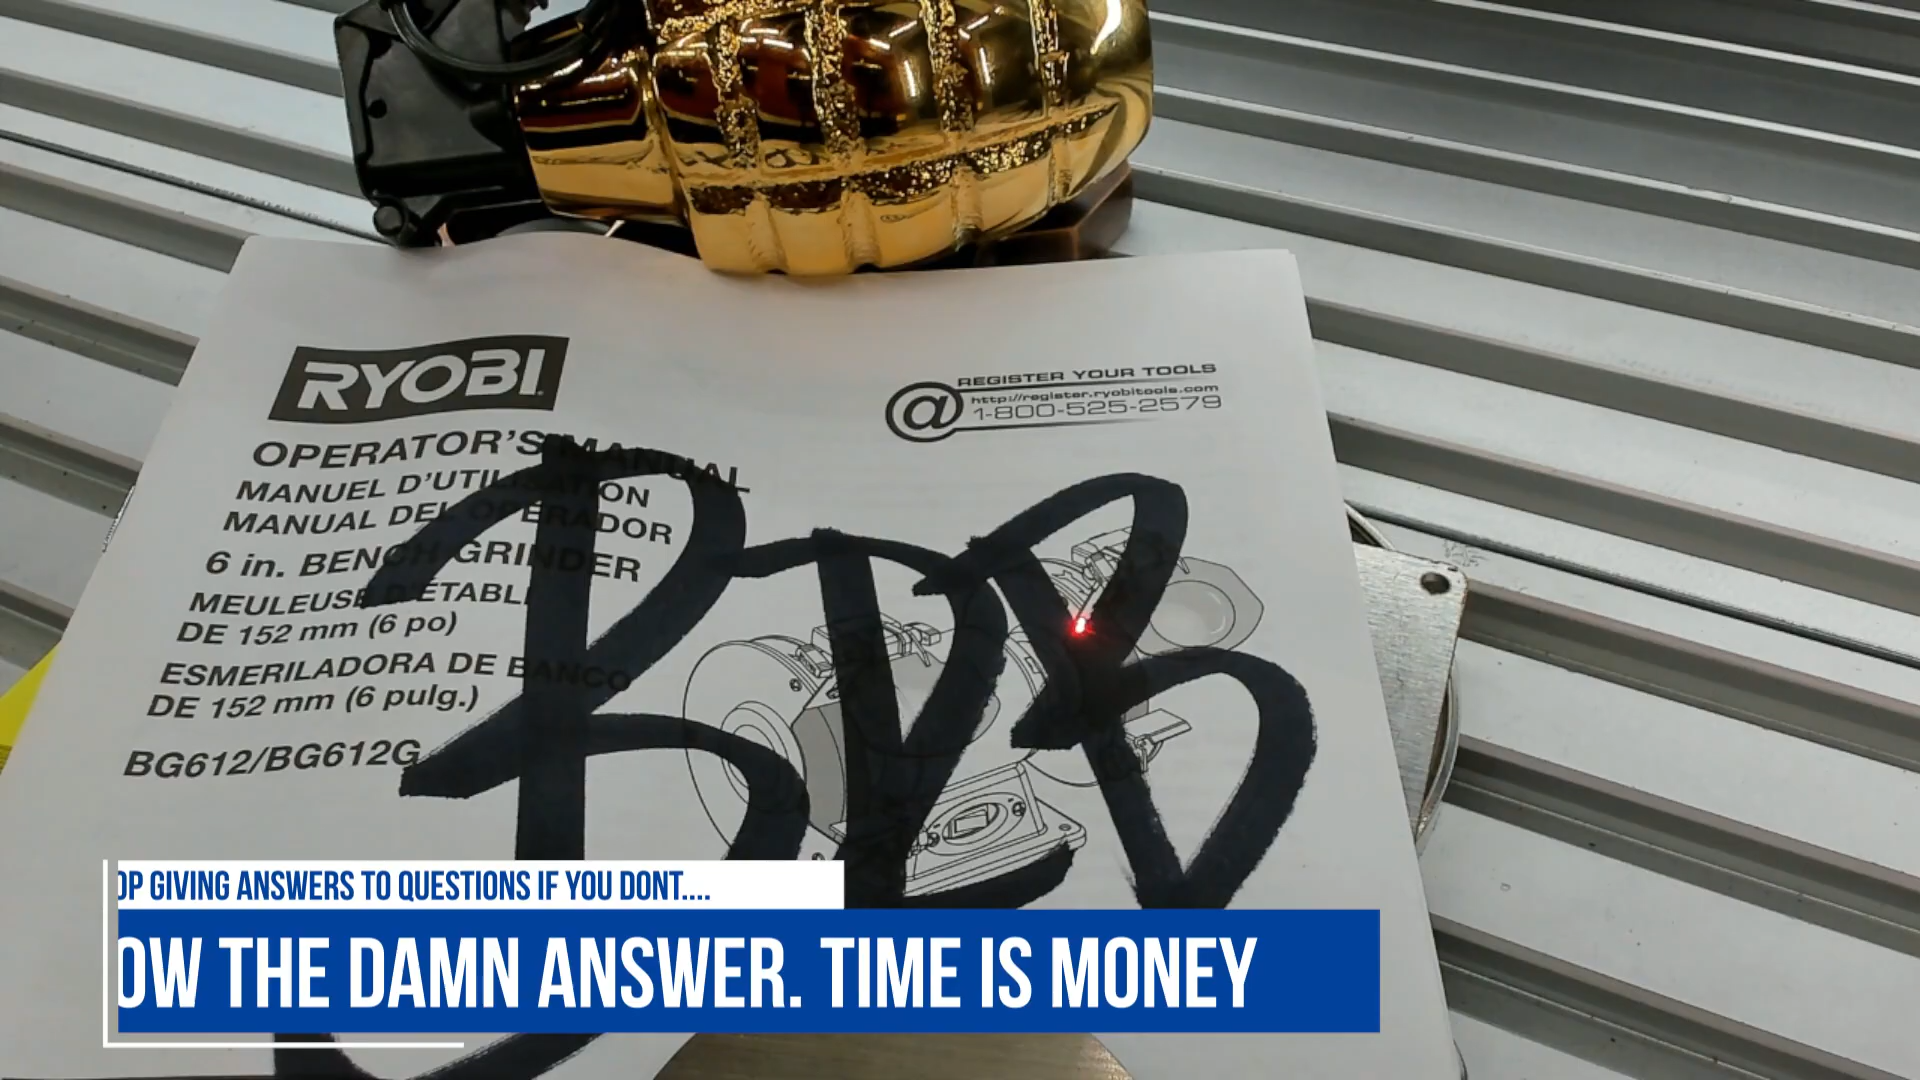 RYOBI
REGISTER YOUR TOOLS
http://register.ryobitools.com
1-800-525-2579
OPERATOR'S MANUAL
MANUEL D'UTILISATION
MANUAL DEL OPERADOR
6 in. BENCH GRINDER
MEULEUSE D'ÉTABLI
DE 152 mm (6 po)
ESMERILADORA DE BANCO
DE 152 mm (6 pulg.)
BG612/BG612G
OP GIVING ANSWERS TO QUESTIONS IF YOU DONT....
OW THE DAMN ANSWER. TIME IS MONEY